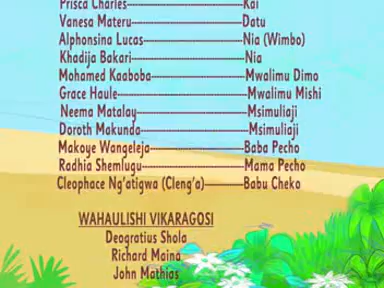 Prisca Charles------------------------------------Kai
Vanesa Materu----------------------------------Datu
Alphonsina Lucas------------------------------Nia (Wimbo)
Khadija Bakari-----------------------------------Nia
Mohamed Kaaboba-----------------------------Mwalimu Dimo
Grace Haule---------------------------------------Mwalimu Mishi
Neema Matalay----------------------------------Msimuliaji
Doroth Makunda---------------------------------Msimuliaji
Makoye Wangeleja-----------------------------Baba Pecho
Radhia Shemlugu--------------------------------Mama Pecho
Cleophace Ng'atigwa (Cleng'a)------------Babu Cheko
WAHAULISHI VIKARAGOSI
Deogratius Shola
Richard Maina
John Mathias